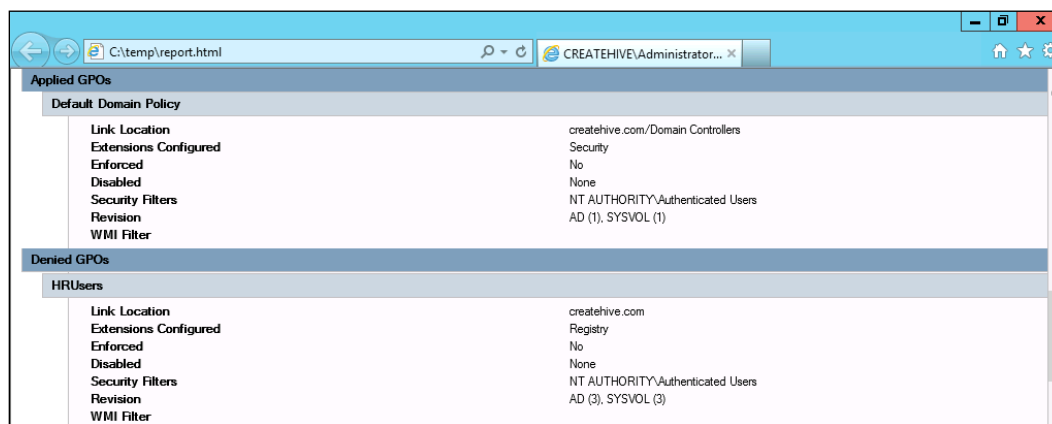 C:\temp\report.html
CREATEHIVE\Administrator...
Applied GPOs
Default Domain Policy
Link Location createhive.com/Domain Controllers
Extensions Configured Security
Enforced No
Disabled None
Security Filters NT AUTHORITY\Authenticated Users
Revision AD (1), SYSVOL (1)
WMI Filter
Denied GPOs
HRUsers
Link Location createhive.com
Extensions Configured Registry
Enforced No
Disabled None
Security Filters NT AUTHORITY\Authenticated Users
Revision AD (3), SYSVOL (3)
WMI Filter